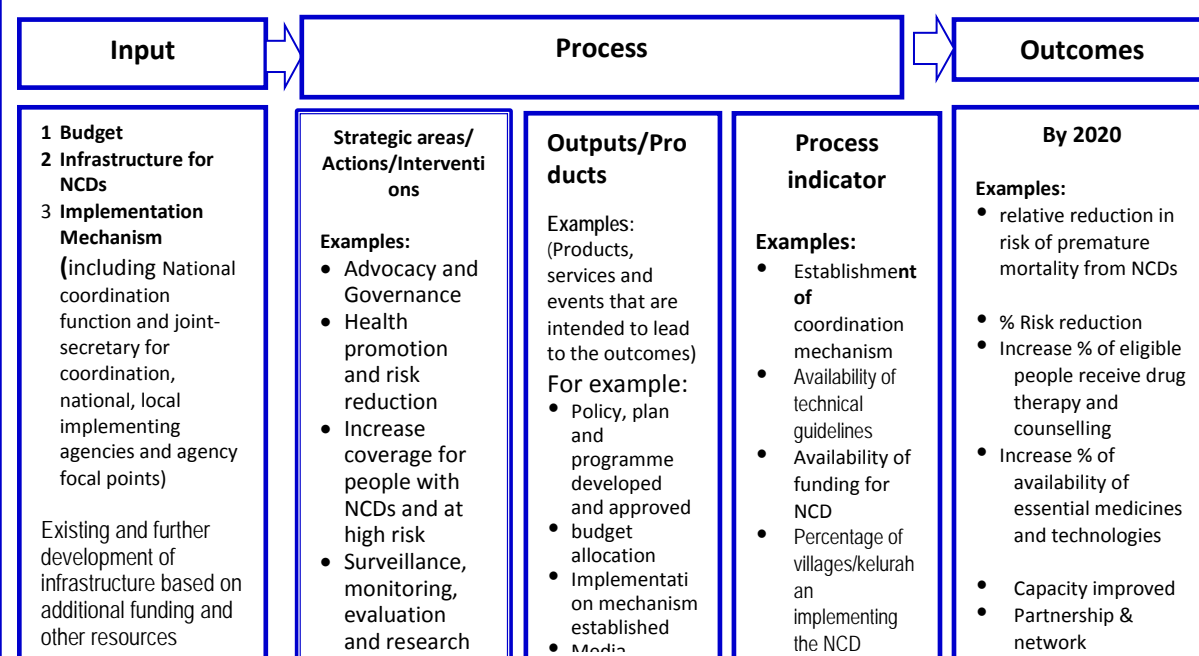 Input
Process
Outcomes
1 Budget
2 Infrastructure for
NCDs
3 Implementation
Mechanism
(including National
coordination
function and joint-
secretary for
coordination,
national, local
implementing
agencies and agency
focal points)
Existing and further
development of
infrastructure based on
additional funding and
other resources
Strategic areas/
Actions/Interventi
ons
Examples:
• Advocacy and
Governance
• Health
promotion
and risk
reduction
• Increase
coverage for
people with
NCDs and at
high risk
• Surveillance,
monitoring,
evaluation
and research
Outputs/Pro
ducts
Examples:
(Products,
services and
events that are
intended to lead
to the outcomes)
For example:
• Policy, plan
and
programme
developed
and approved
• budget
allocation
• Implementati
on mechanism
established
• Media
Process
indicator
Examples:
• Establishment
of
coordination
mechanism
• Availability of
technical
guidelines
• Availability of
funding for
NCD
• Percentage of
villages/kelurah
an
implementing
the NCD
By 2020
Examples:
• relative reduction in
risk of premature
mortality from NCDs
• % Risk reduction
• Increase % of eligible
people receive drug
therapy and
counselling
• Increase % of
availability of
essential medicines
and technologies
• Capacity improved
• Partnership &
network